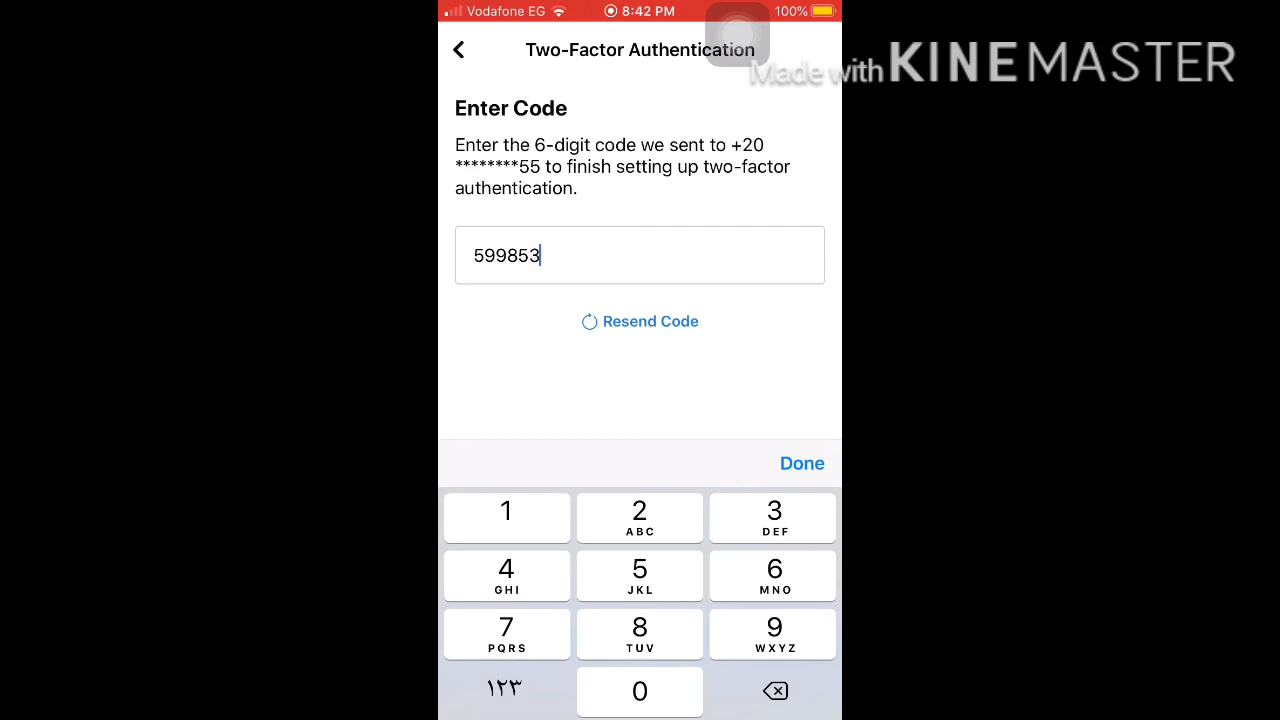 Vodafone EG 8:42 PM 100%
Two-Factor Authentication
Made with KINEMASTER
Enter Code
Enter the 6-digit code we sent to +20
********55 to finish setting up two-factor
authentication.
599853
Resend Code
Done
1 2 3
ABC DEF
4 5 6
GHI JKL MNO
7 8 9
PQRS TUV WXYZ
١٢٣ 0